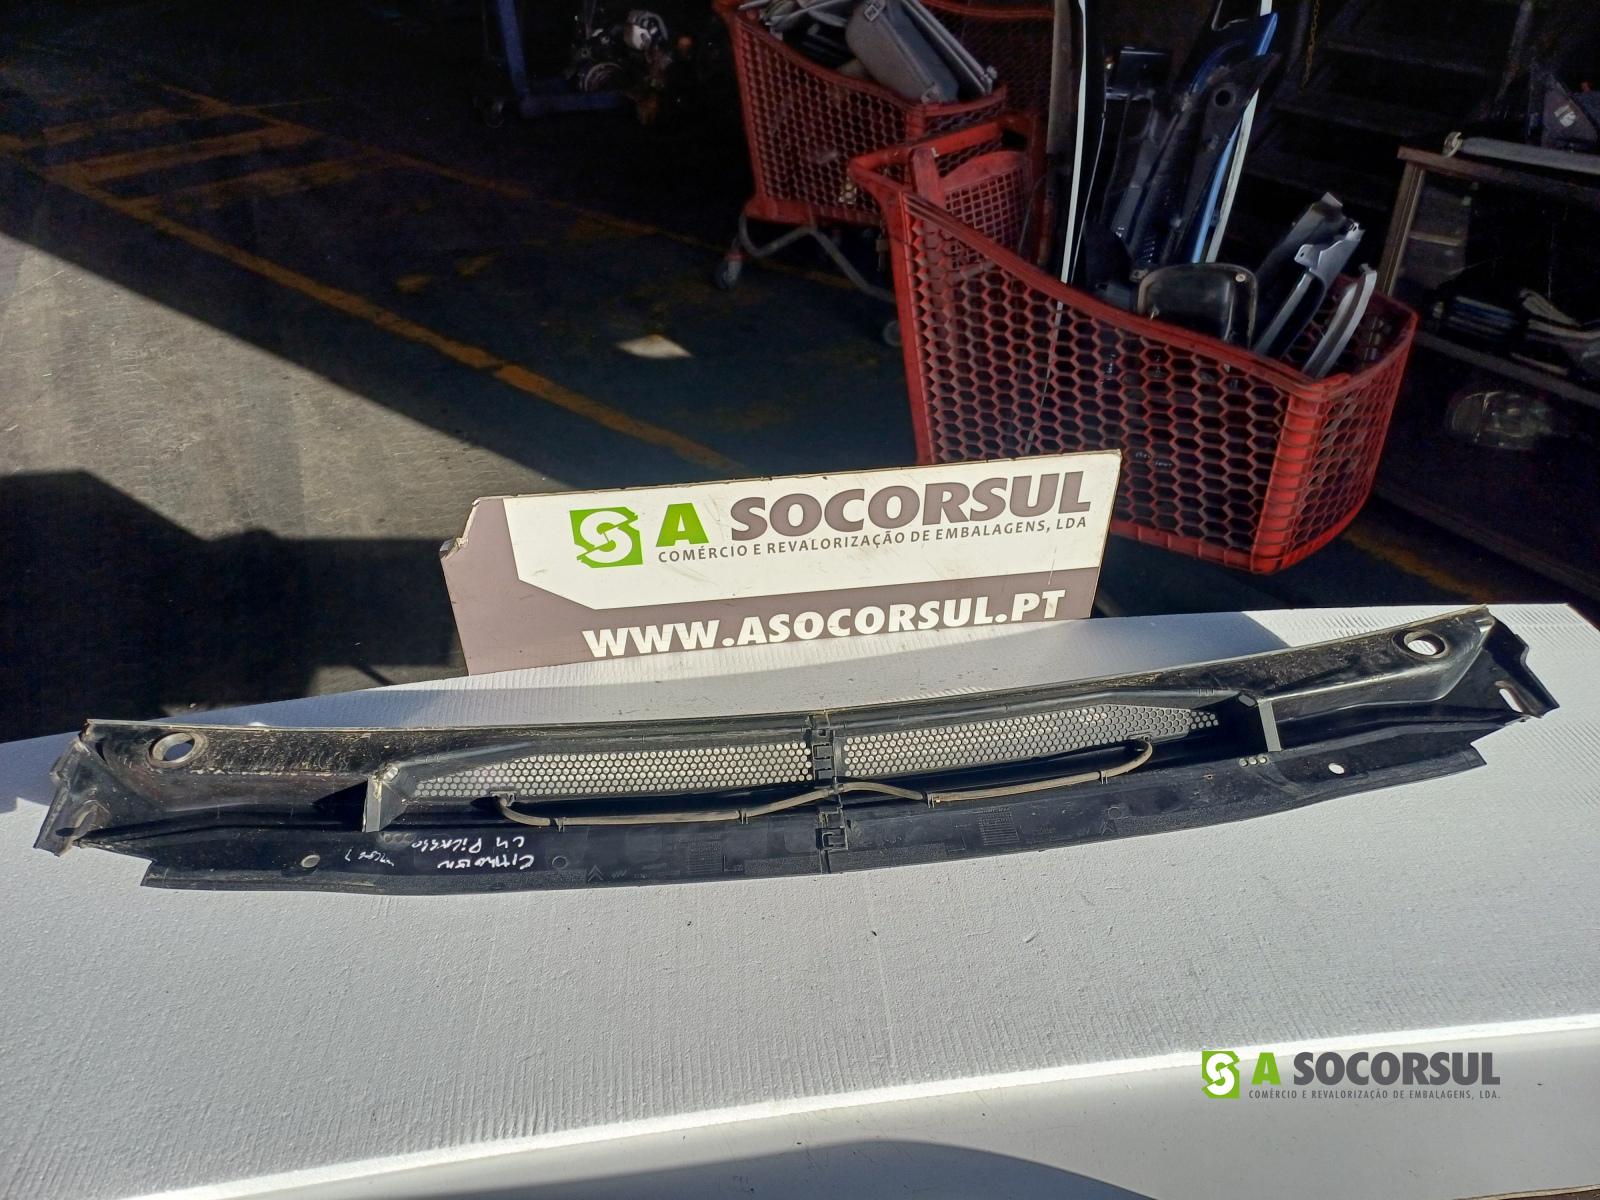 A SOCORSUL
COMÉRCIO E REVALORIZAÇÃO DE EMBALAGENS, LDA
WWW.ASOCORSUL.PT
CITROEN
C4 PICASSO
A SOCORSUL
COMÉRCIO E REVALORIZAÇÃO DE EMBALAGENS, LDA.